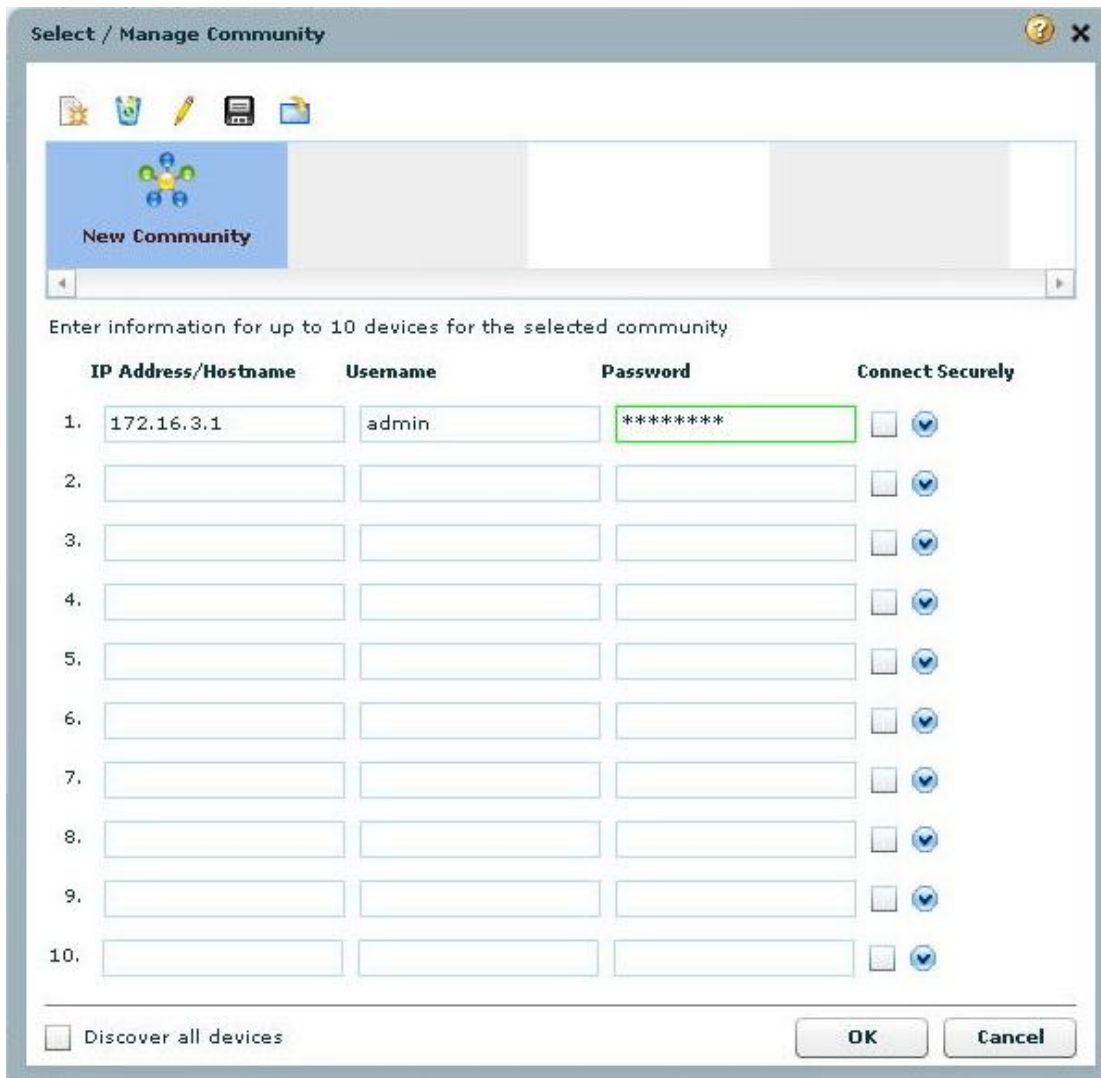 Select / Manage Community
New Community
Enter information for up to 10 devices for the selected community
IP Address/Hostname Username Password Connect Securely
1. 172.16.3.1 admin ********
2.
3.
4.
5.
6.
7.
8.
9.
10.
Discover all devices OK Cancel